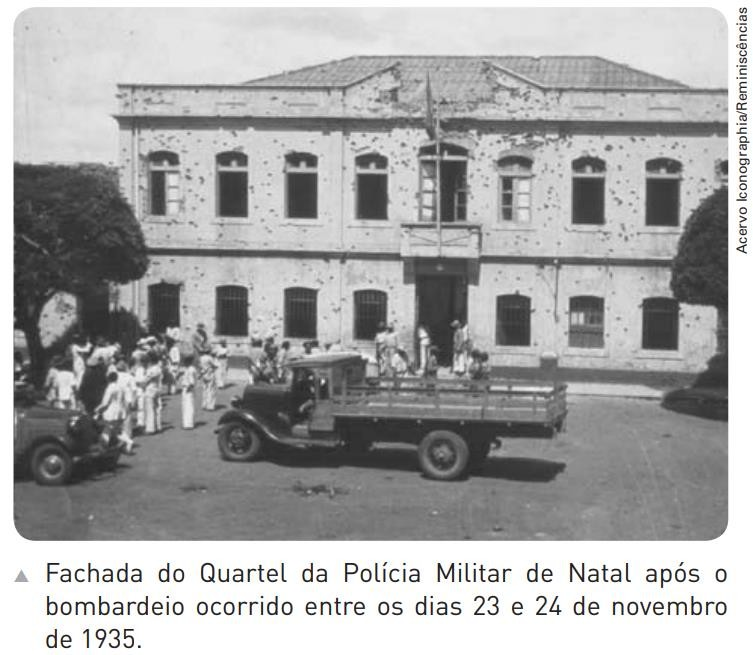 Acervo Iconographia/Reminiscências
▲ Fachada do Quartel da Polícia Militar de Natal após o
bombardeio ocorrido entre os dias 23 e 24 de novembro
de 1935.